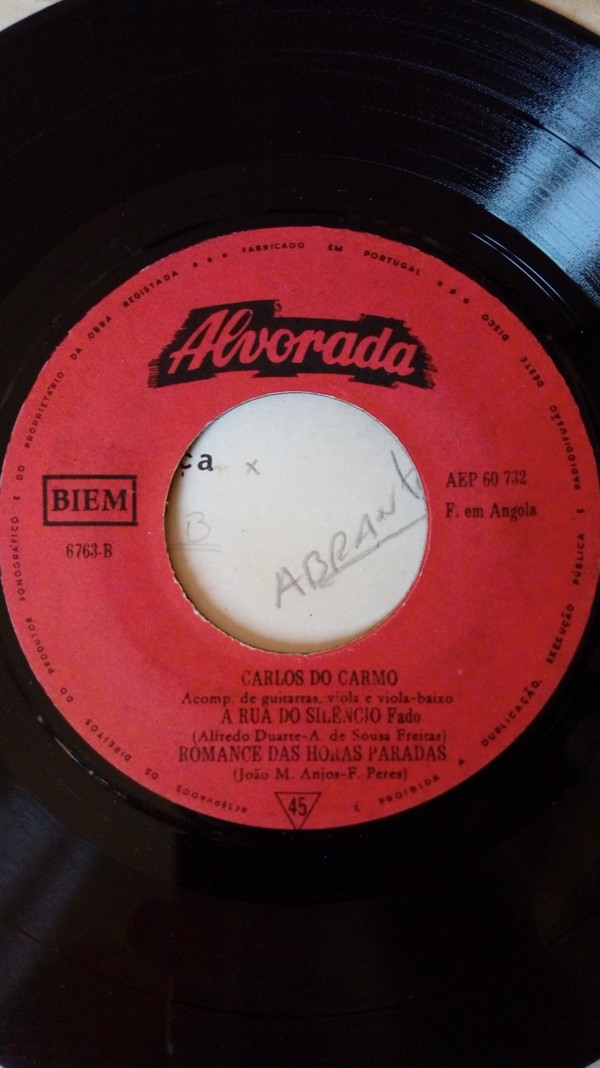 FABRICADO EM PORTUGAL * * *
RESERVADOS OS DIREITOS DO PRODUTOR FONOGRÁFICO E DO PROPRIETÁRIO DA OBRA REGISTADA * * *
É PROIBIDA A DUPLICAÇÃO, EXECUÇÃO PÚBLICA E RADIODIFUSÃO DESTE DISCO * * *
Alvorada
BIEM
6763-B
AEP 60 732
F. em Angola
ça x
B
CARLOS DO CARMO
Acomp. de guitarras, viola e viola-baixo
A RUA DO SILÊNCIO Fado
(Alfredo Duarte-A. de Sousa Freitas)
ROMANCE DAS HORAS PARADAS
(João M. Anjos-F. Peres)
45